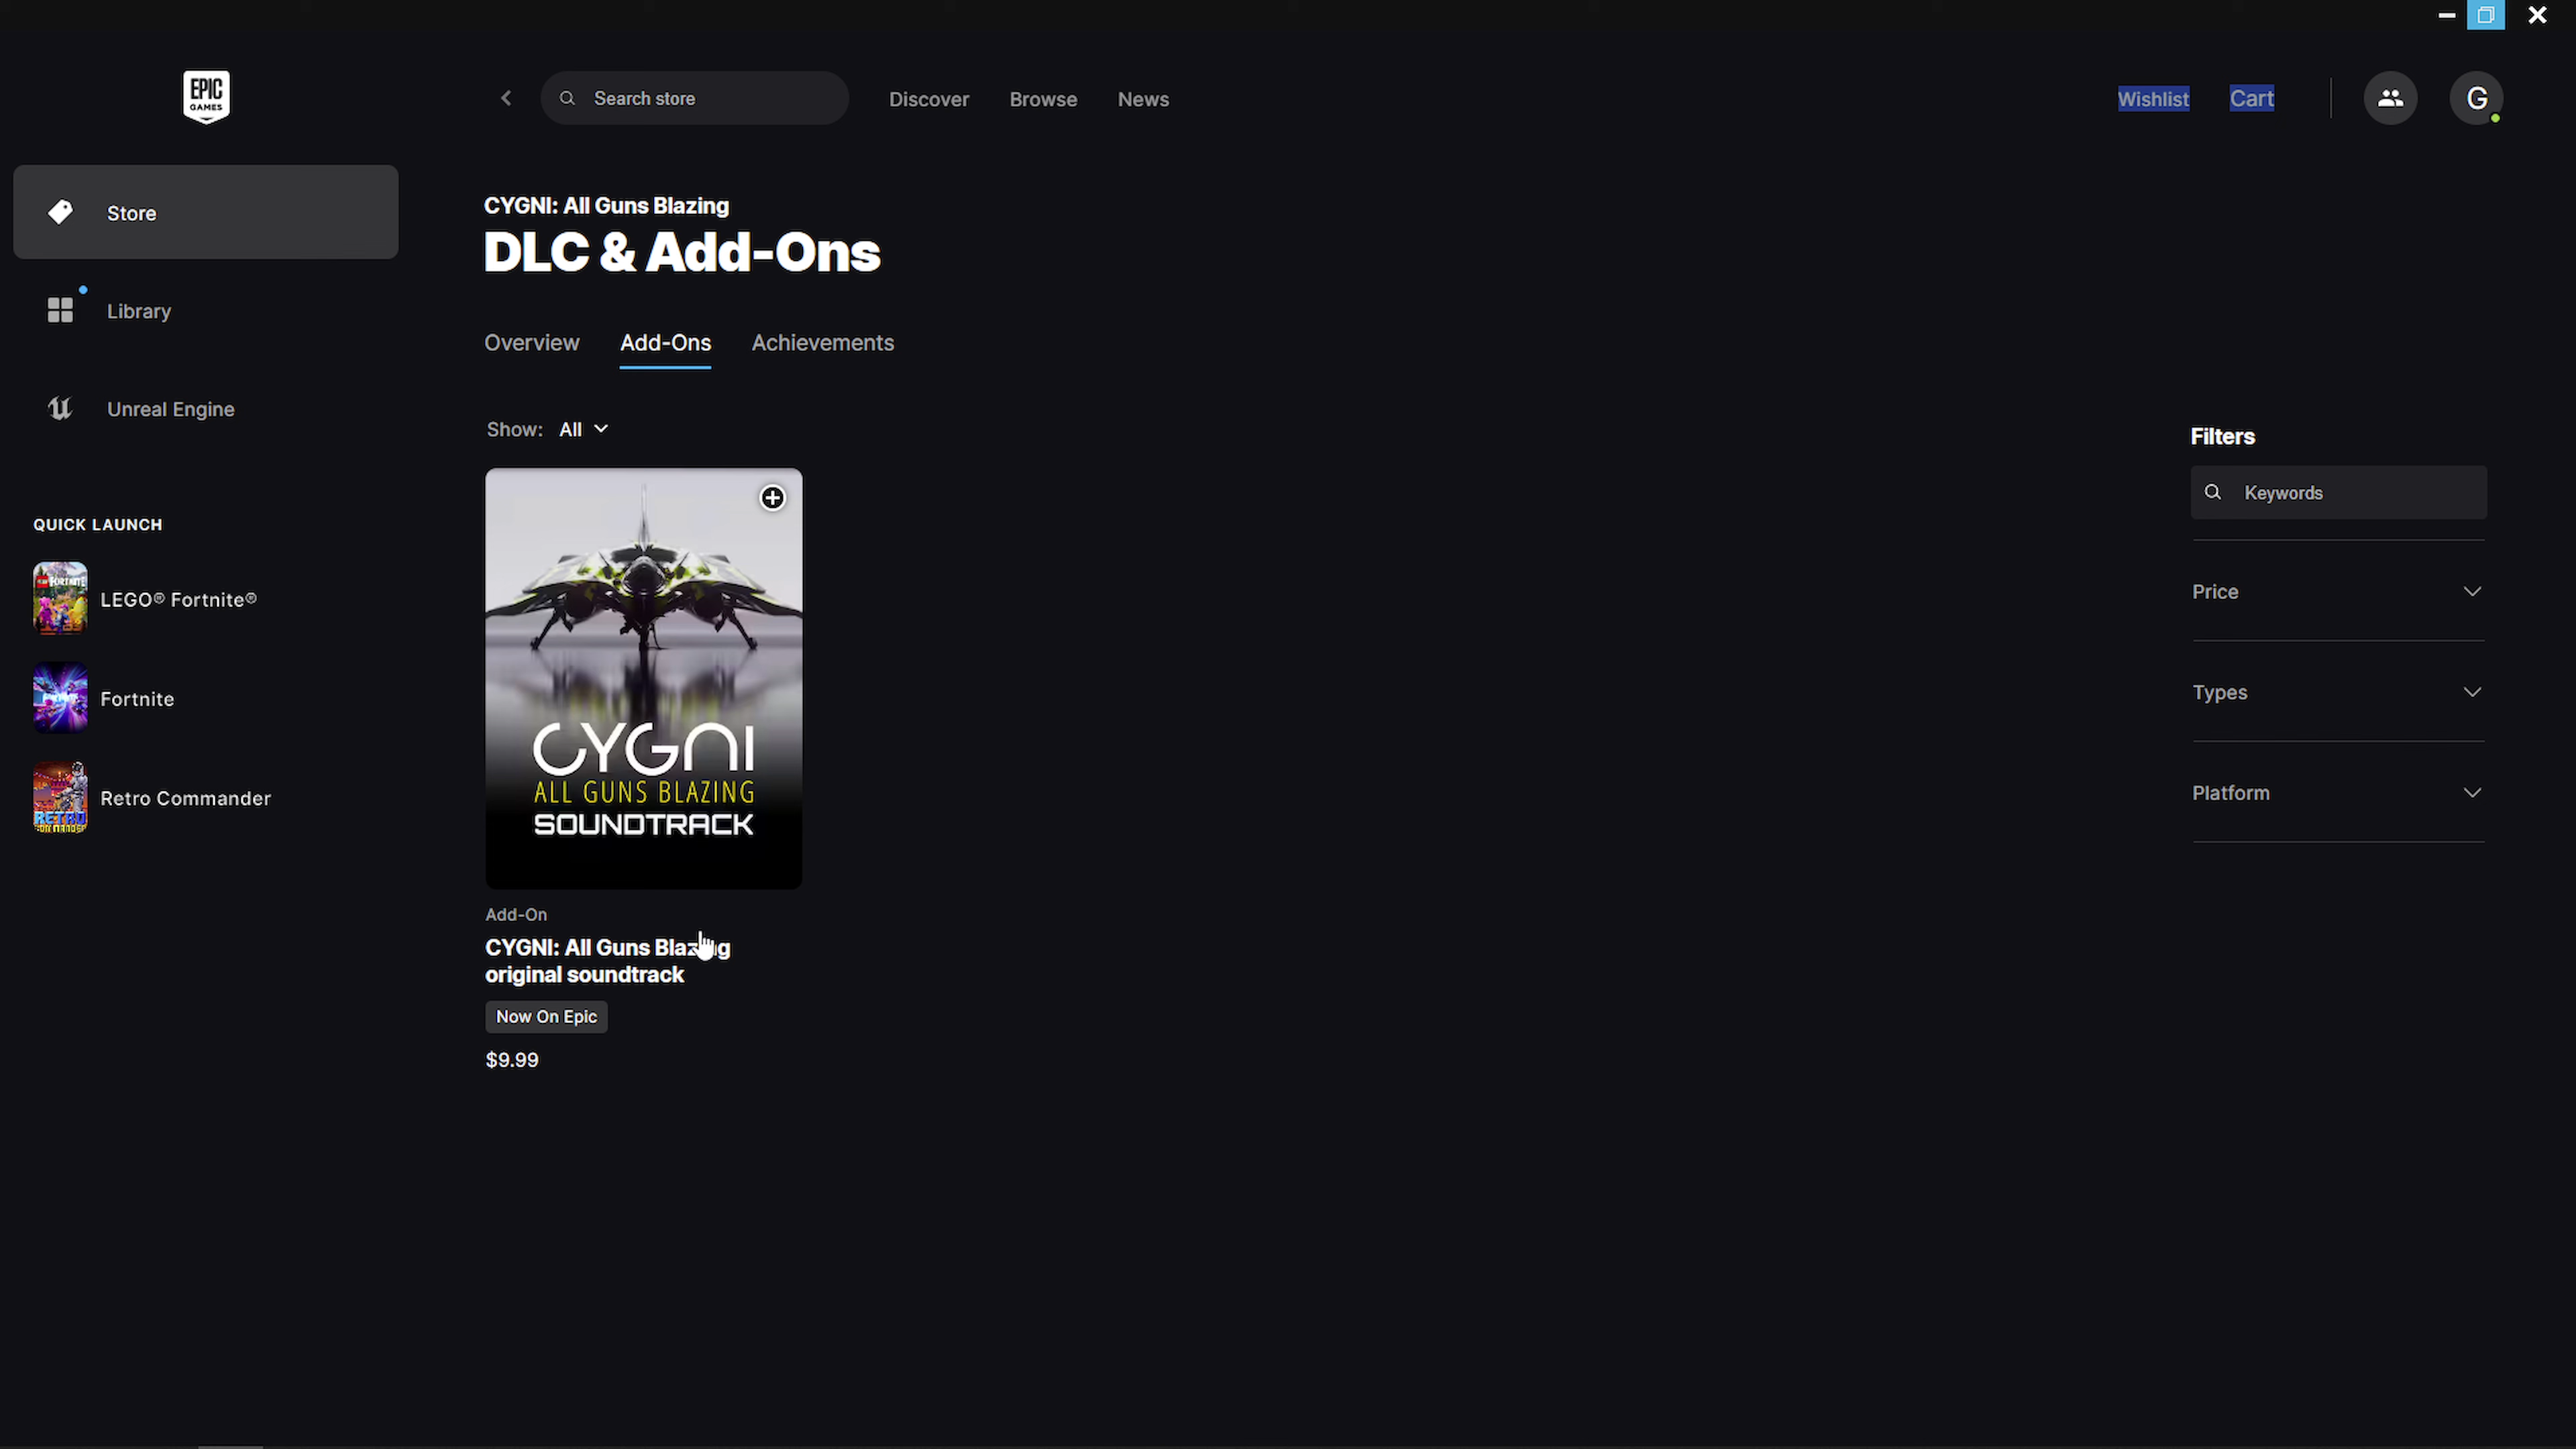 EPIC
GAMES
Search store
Discover
Browse
News
Wishlist
Cart
G
Store
Library
Unreal Engine
QUICK LAUNCH
LEGO® Fortnite®
Fortnite
Retro Commander
CYGNI: All Guns Blazing
DLC & Add-Ons
Overview
Add-Ons
Achievements
Show: All
CYGNI
ALL GUNS BLAZING
SOUNDTRACK
Add-On
CYGNI: All Guns Blazing
original soundtrack
Now On Epic
$9.99
Filters
Keywords
Price
Types
Platform